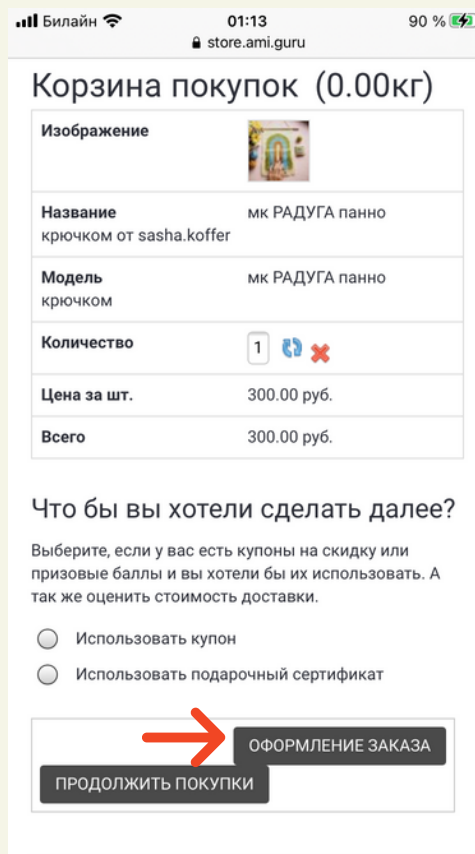 Билайн 01:13 90 %
store.ami.guru
Корзина покупок (0.00кг)
Изображение
Название мк РАДУГА панно
крючком от sasha.koffer
Модель мк РАДУГА панно
крючком
Количество 1
Цена за шт. 300.00 руб.
Всего 300.00 руб.
Что бы вы хотели сделать далее?
Выберите, если у вас есть купоны на скидку или
призовые баллы и вы хотели бы их использовать. А
так же оценить стоимость доставки.
Использовать купон
Использовать подарочный сертификат
ОФОРМЛЕНИЕ ЗАКАЗА
ПРОДОЛЖИТЬ ПОКУПКИ